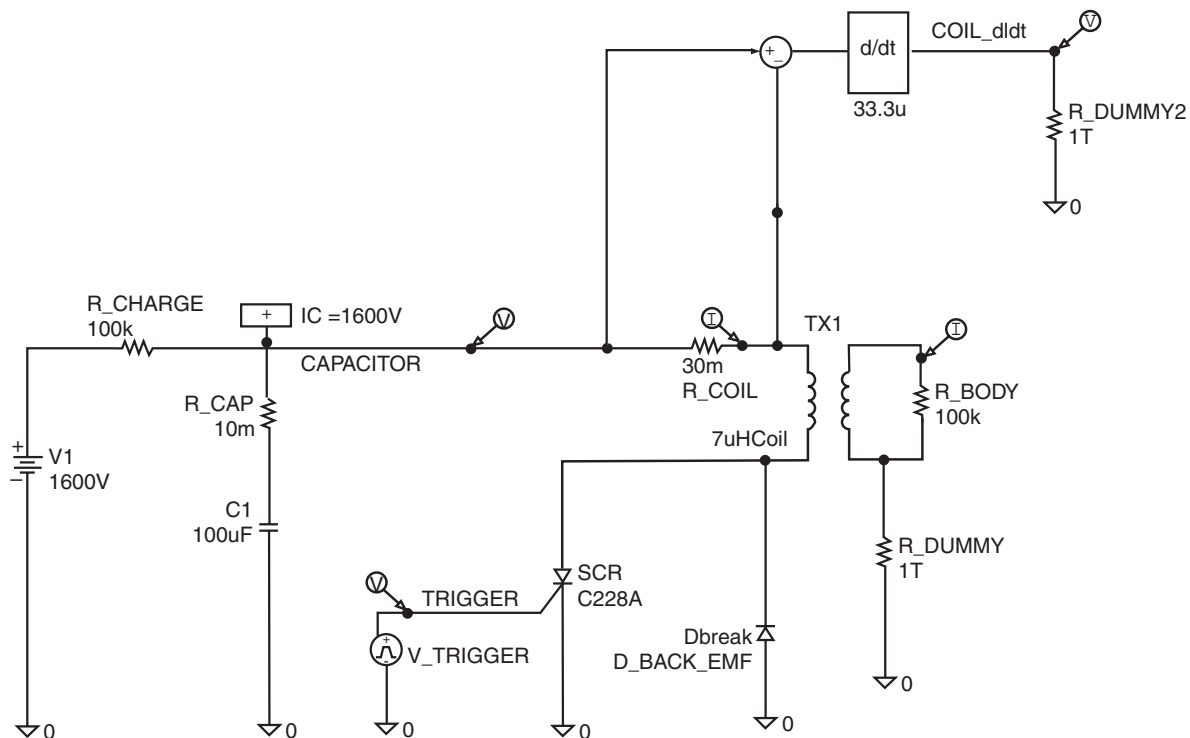 COIL_dIdt
V
+
-
d/dt
33.3u
R_DUMMY2
1T
0
R_CHARGE
100k
+
IC =1600V
V
CAPACITOR
I
30m
R_COIL
TX1
I
R_BODY
100k
R_CAP
10m
7uHCoil
+
-
V1
1600V
C1
100uF
R_DUMMY
1T
SCR
C228A
V
TRIGGER
+
-
V_TRIGGER
Dbreak
D_BACK_EMF
0
0
0
0
0
0